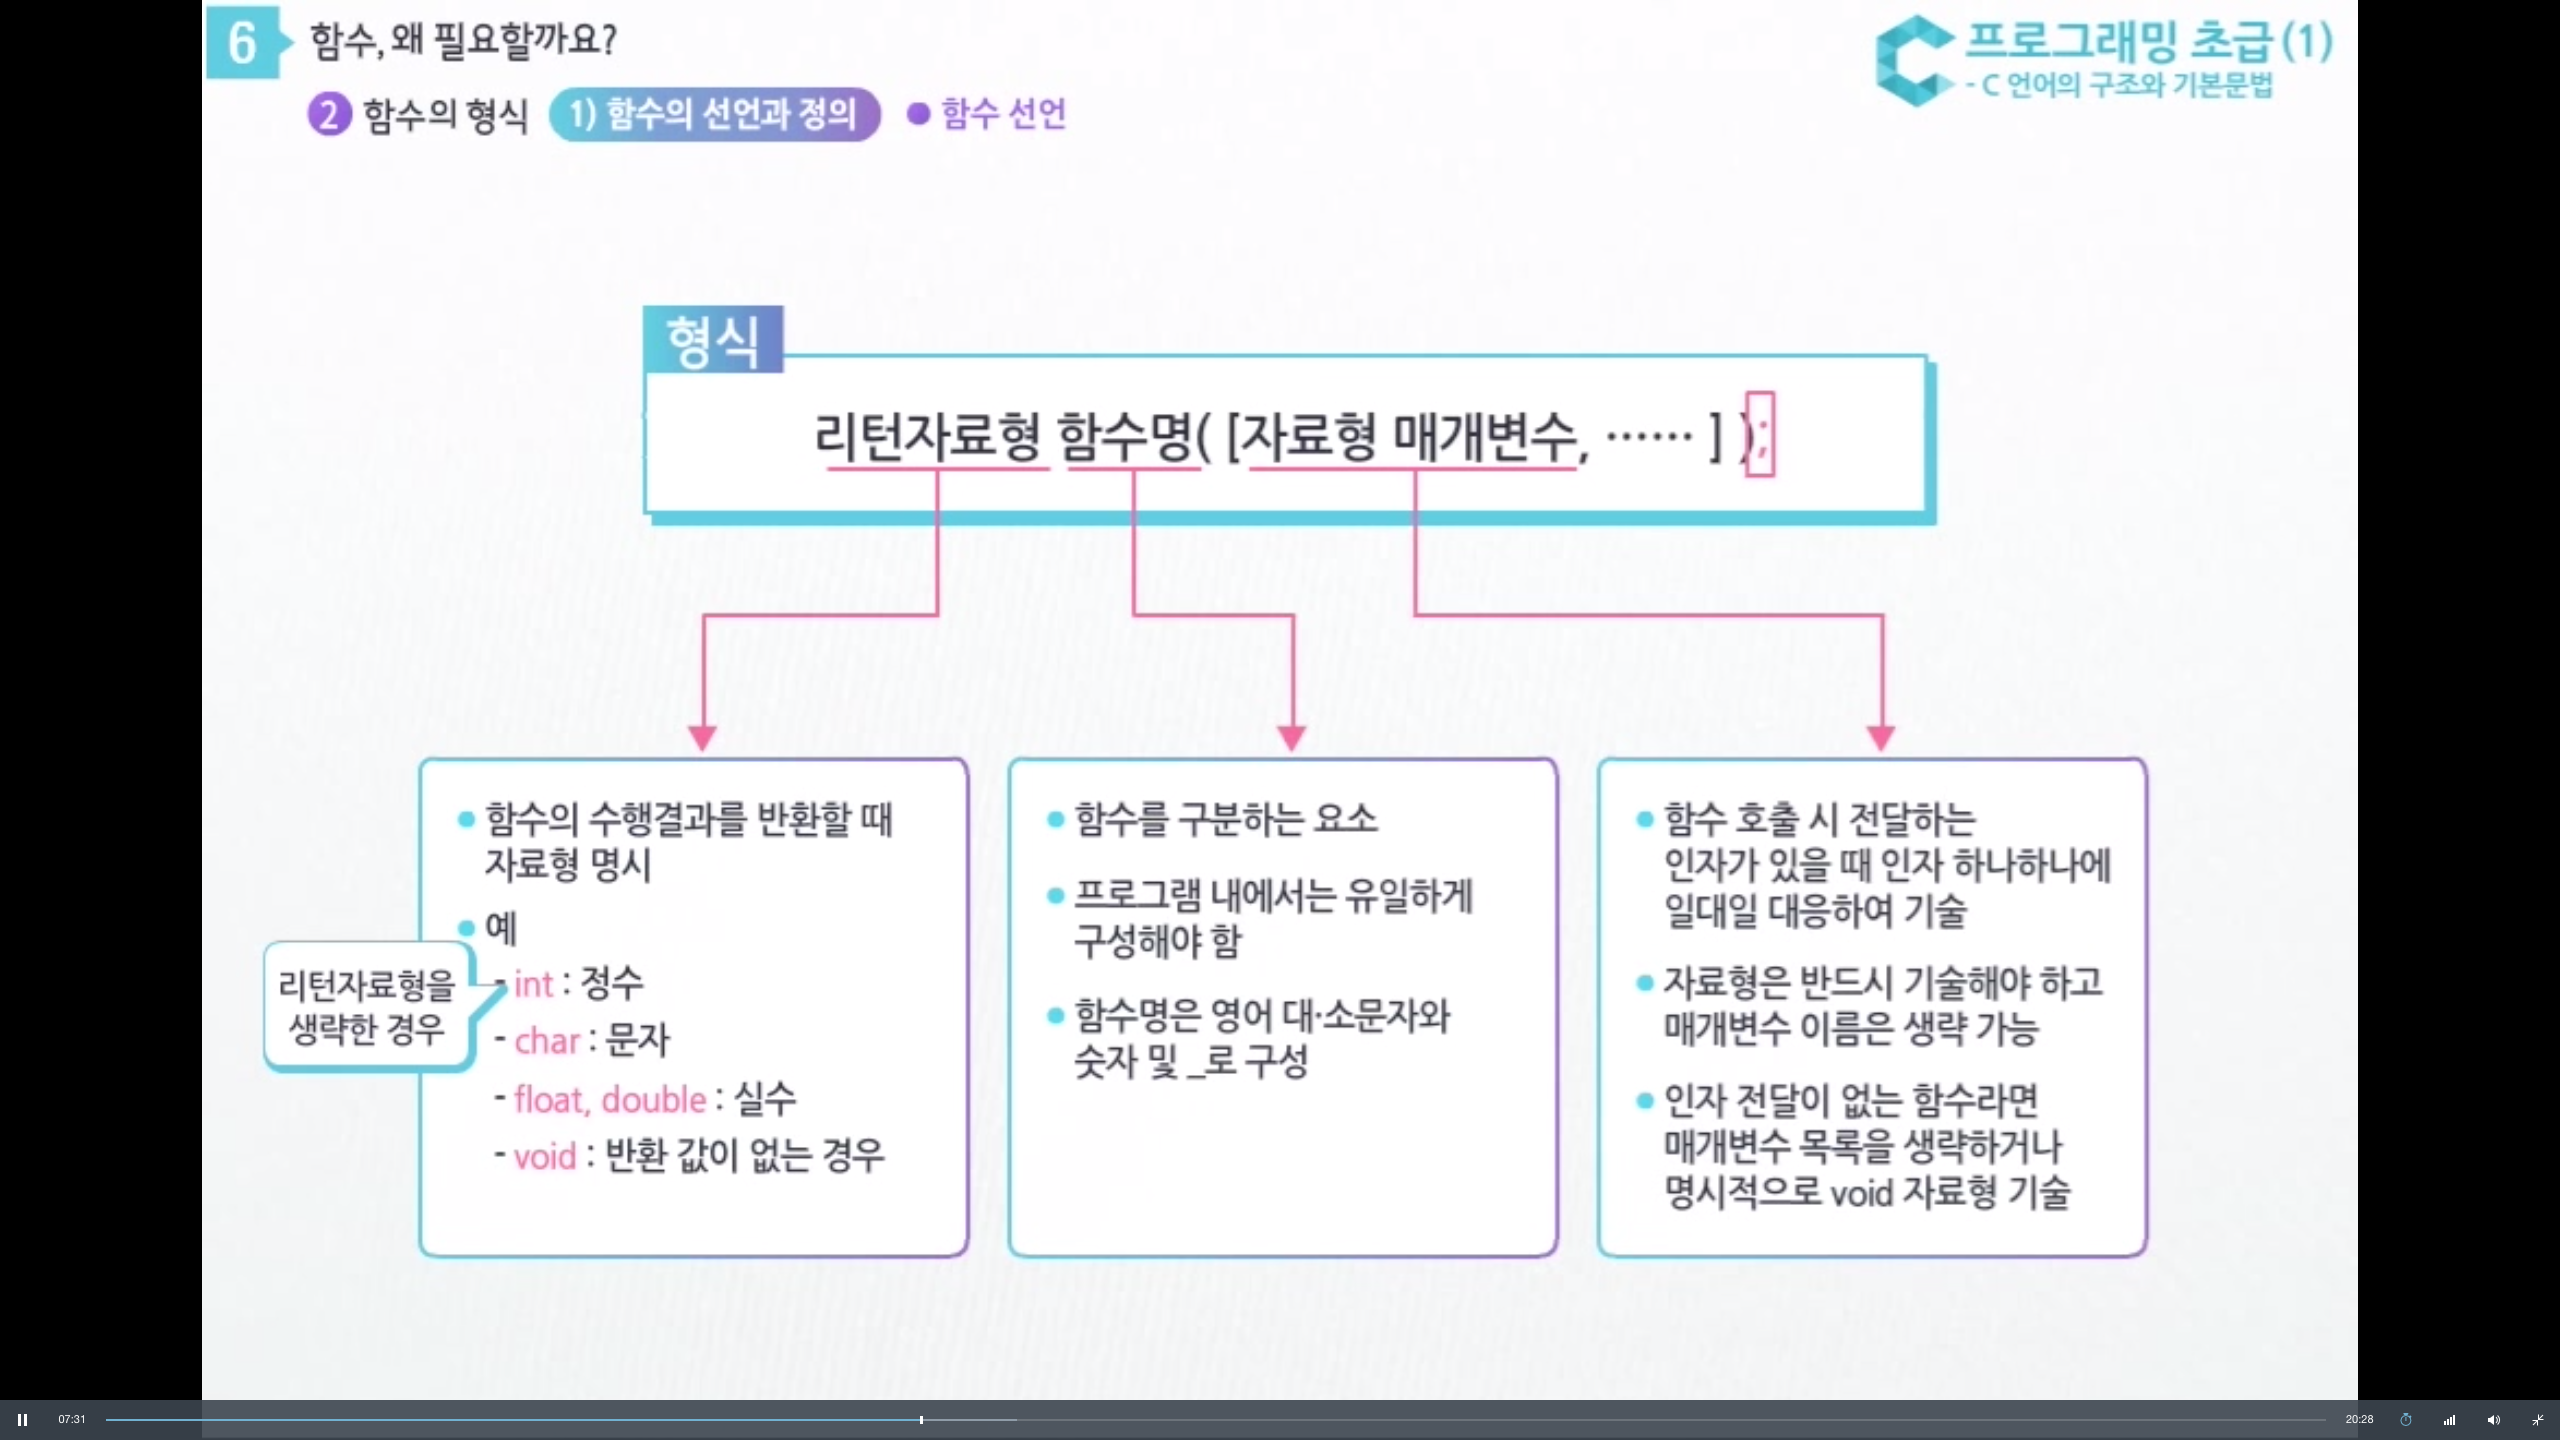 6 함수, 왜 필요할까요?
프로그래밍 초급(1)
- C 언어의 구조와 기본문법
2 함수의 형식 1) 함수의 선언과 정의 ● 함수 선언
형식
리턴자료형 함수명( [자료형 매개변수, ⋯⋯ ] );
● 함수의 수행결과를 반환할 때
자료형 명시
● 예
- int : 정수
- char : 문자
- float, double : 실수
- void : 반환 값이 없는 경우
리턴자료형을
생략한 경우
● 함수를 구분하는 요소
● 프로그램 내에서는 유일하게
구성해야 함
● 함수명은 영어 대·소문자와
숫자 및 _로 구성
● 함수 호출 시 전달하는
인자가 있을 때 인자 하나하나에
일대일 대응하여 기술
● 자료형은 반드시 기술해야 하고
매개변수 이름은 생략 가능
● 인자 전달이 없는 함수라면
매개변수 목록을 생략하거나
명시적으로 void 자료형 기술
07:31
20:28